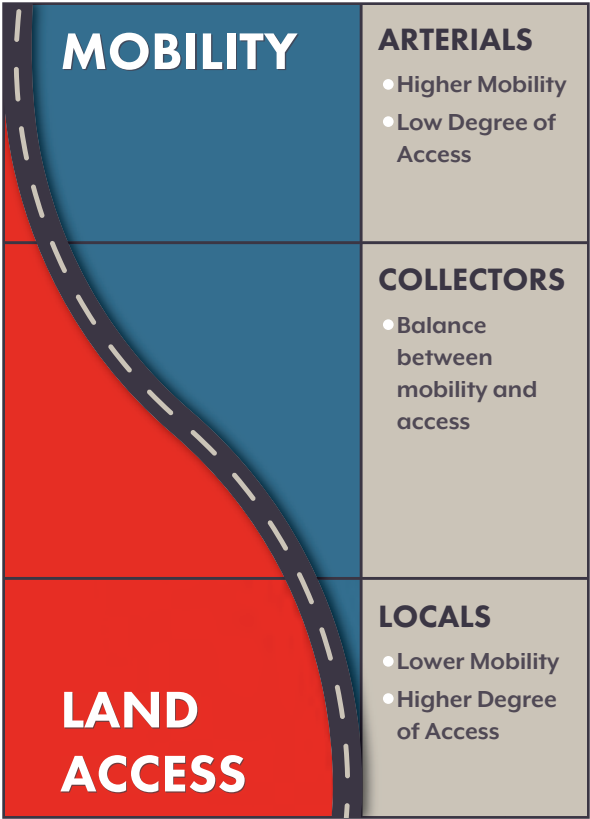 MOBILITY
LAND
ACCESS
ARTERIALS
Higher Mobility
Low Degree of
Access
COLLECTORS
Balance
between
mobility and
access
LOCALS
Lower Mobility
Higher Degree
of Access